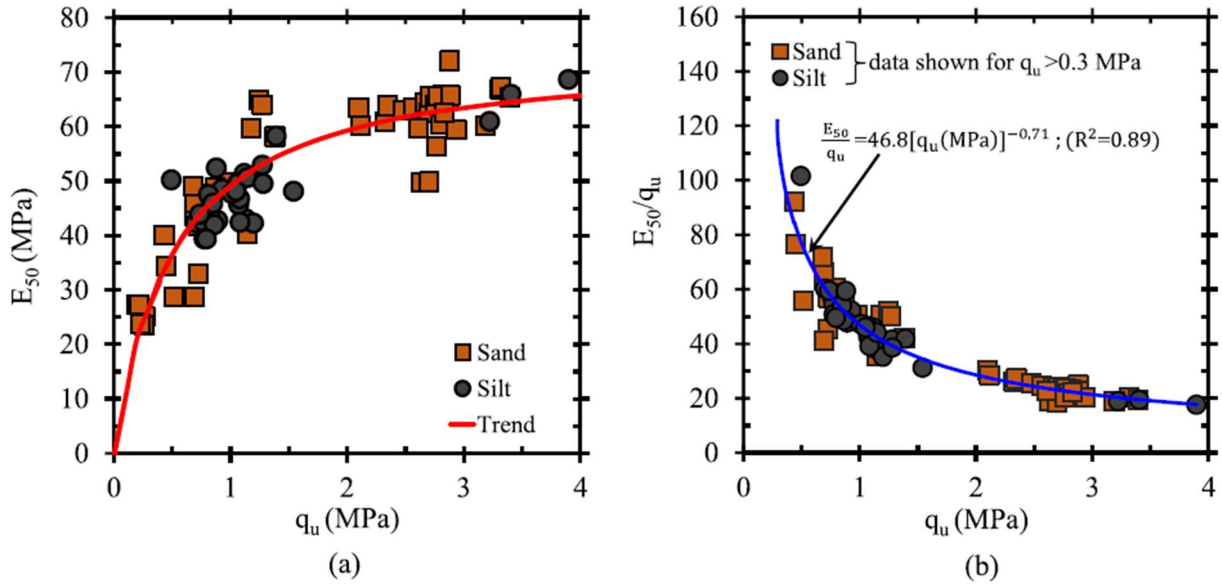 80
70
60
50
40
30
20
10
0
E50 (MPa)
Sand
Silt
Trend
0 1 2 3 4
qu (MPa)
(a)
160
140
120
100
80
60
40
20
0
E50/qu
Sand
Silt
data shown for qu >0.3 MPa
E50/qu =46.8[qu(MPa)]^−0,71 ; (R²=0.89)
0 1 2 3 4
qu (MPa)
(b)